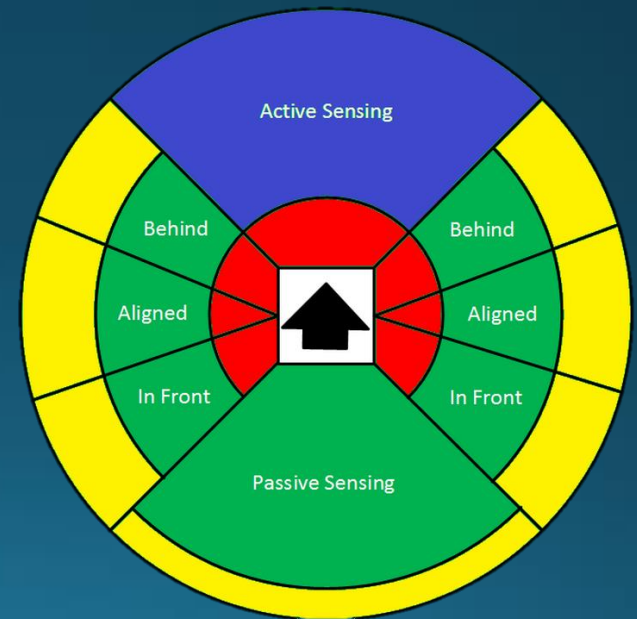 Active Sensing
Behind
Behind
Aligned
Aligned
In Front
In Front
Passive Sensing